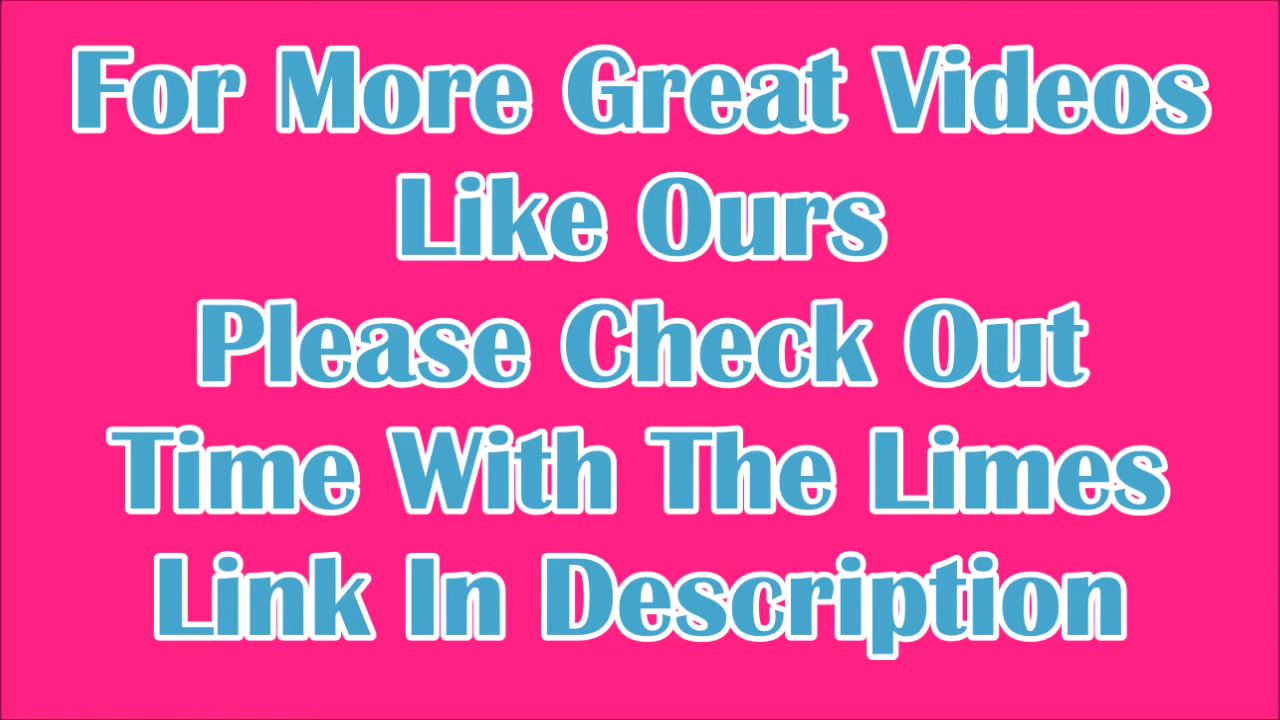 For More Great Videos
Like Ours
Please Check Out
Time With The Limes
Link In Description